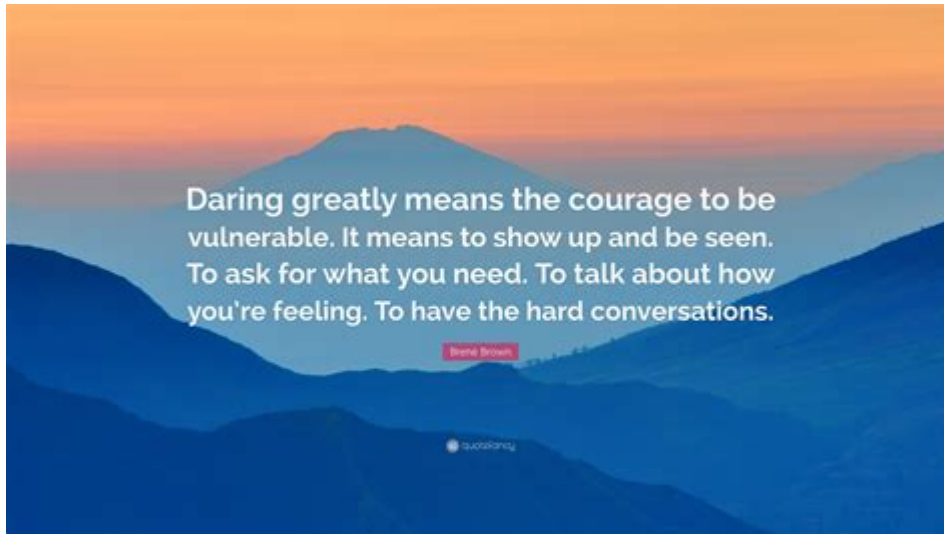 Daring greatly means the courage to be
vulnerable. It means to show up and be seen.
To ask for what you need. To talk about how
you're feeling. To have the hard conversations.
Brené Brown
quotefancy